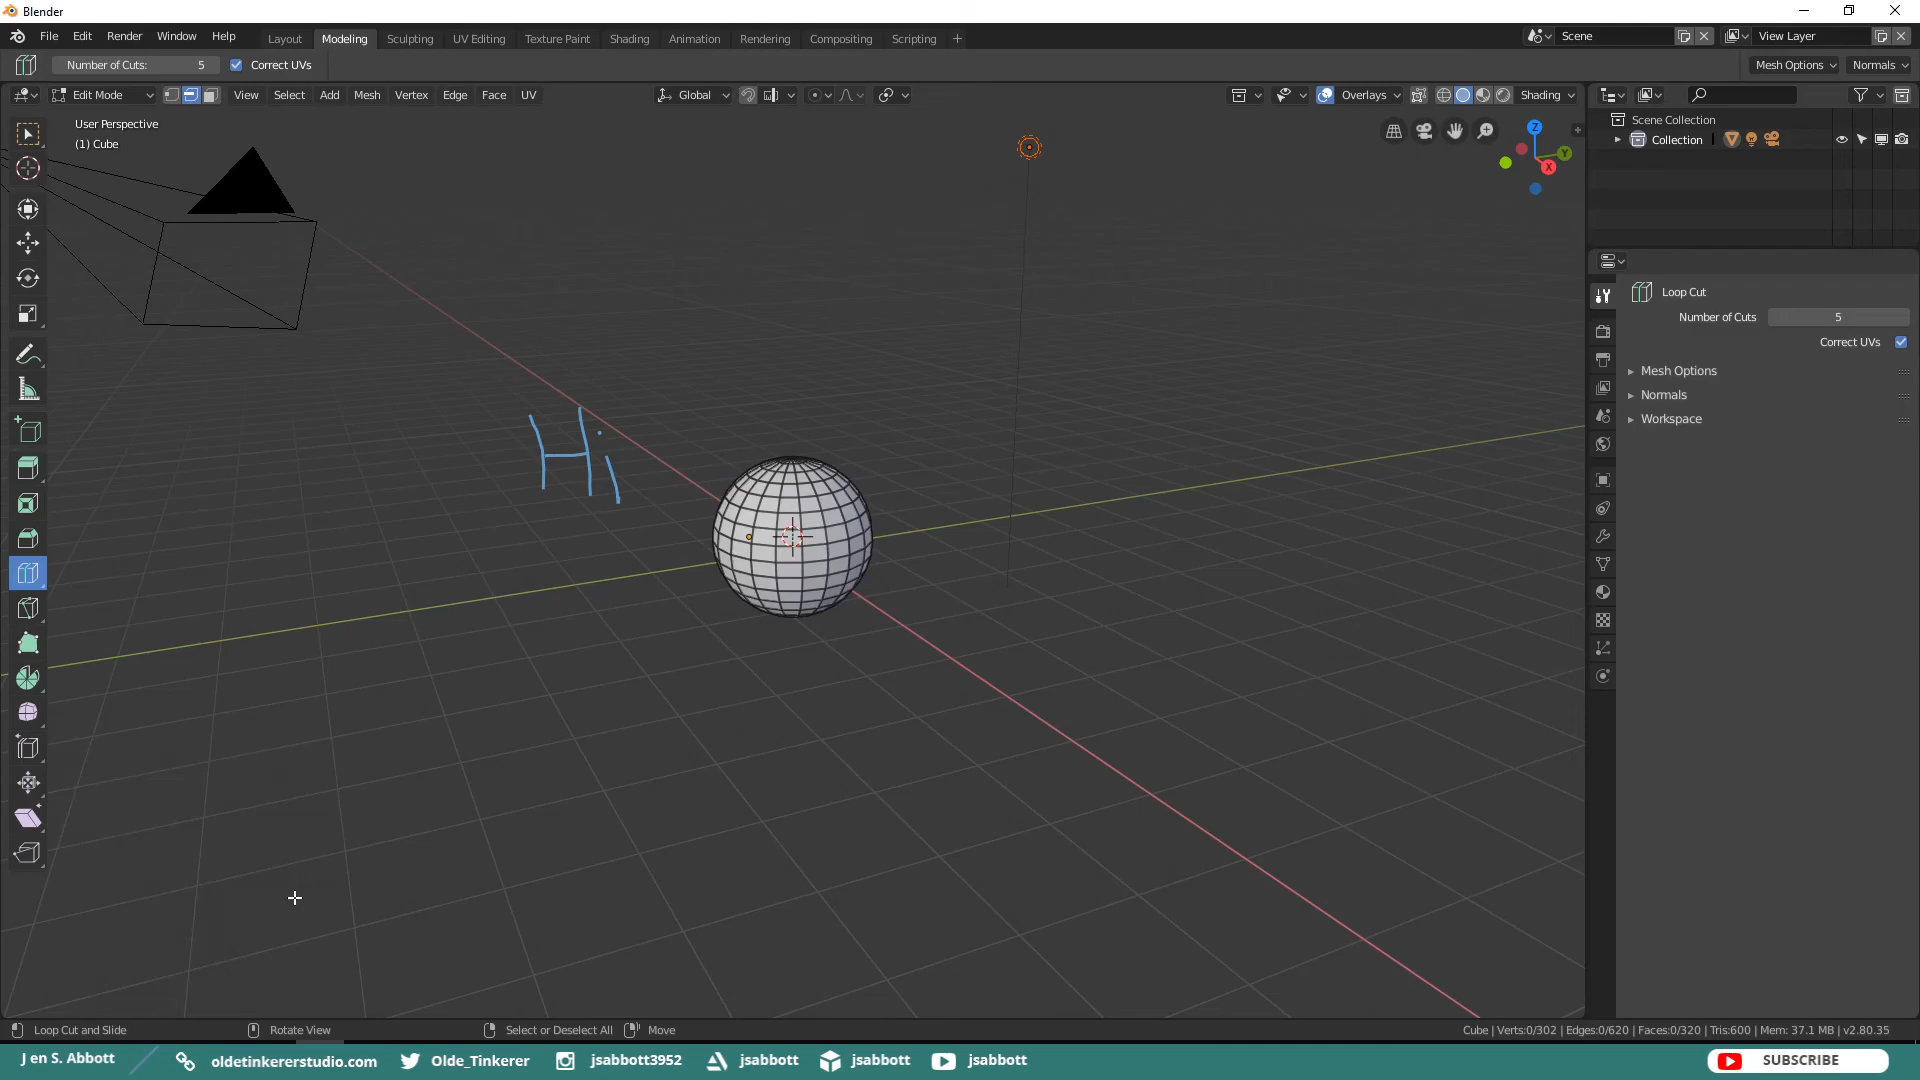 Blender
File Edit Render Window Help Layout Modeling Sculpting UV Editing Texture Paint Shading Animation Rendering Compositing Scripting + Scene View Layer
Number of Cuts: 5 Correct UVs Mesh Options Normals
Edit Mode View Select Add Mesh Vertex Edge Face UV Global Overlays Shading
User Perspective
(1) Cube
Z
Y
X
Scene Collection
Collection
Loop Cut
Number of Cuts 5
Correct UVs
Mesh Options
Normals
Workspace
Hi
Loop Cut and Slide Rotate View Select or Deselect All Move Cube | Verts:0/302 | Edges:0/620 | Faces:0/320 | Tris:600 | Mem: 37.1 MB | v2.80.35
J en S. Abbott oldetinkererstudio.com Olde_Tinkerer jsabbott3952 jsabbott jsabbott jsabbott SUBSCRIBE